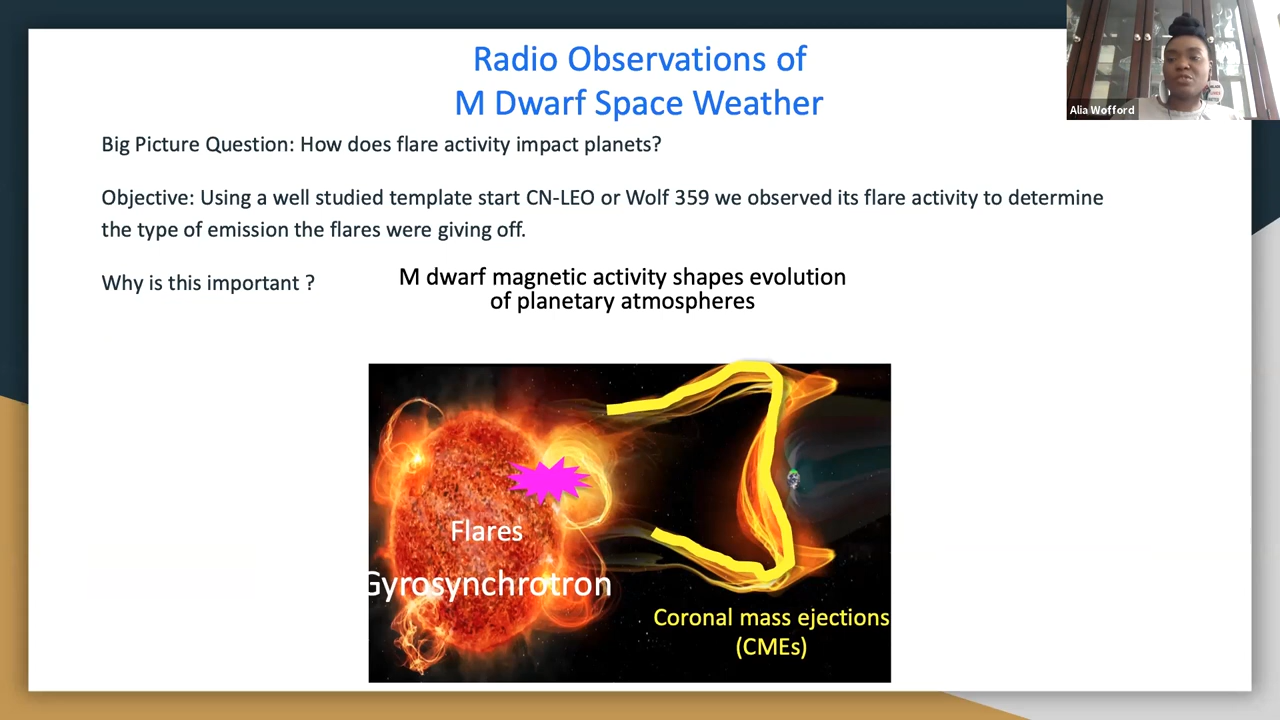 Radio Observations of
M Dwarf Space Weather
Alia Wofford
Big Picture Question: How does flare activity impact planets?
Objective: Using a well studied template start CN-LEO or Wolf 359 we observed its flare activity to determine
the type of emission the flares were giving off.
Why is this important ?
M dwarf magnetic activity shapes evolution
of planetary atmospheres
Flares
Gyrosynchrotron
Coronal mass ejections
(CMEs)